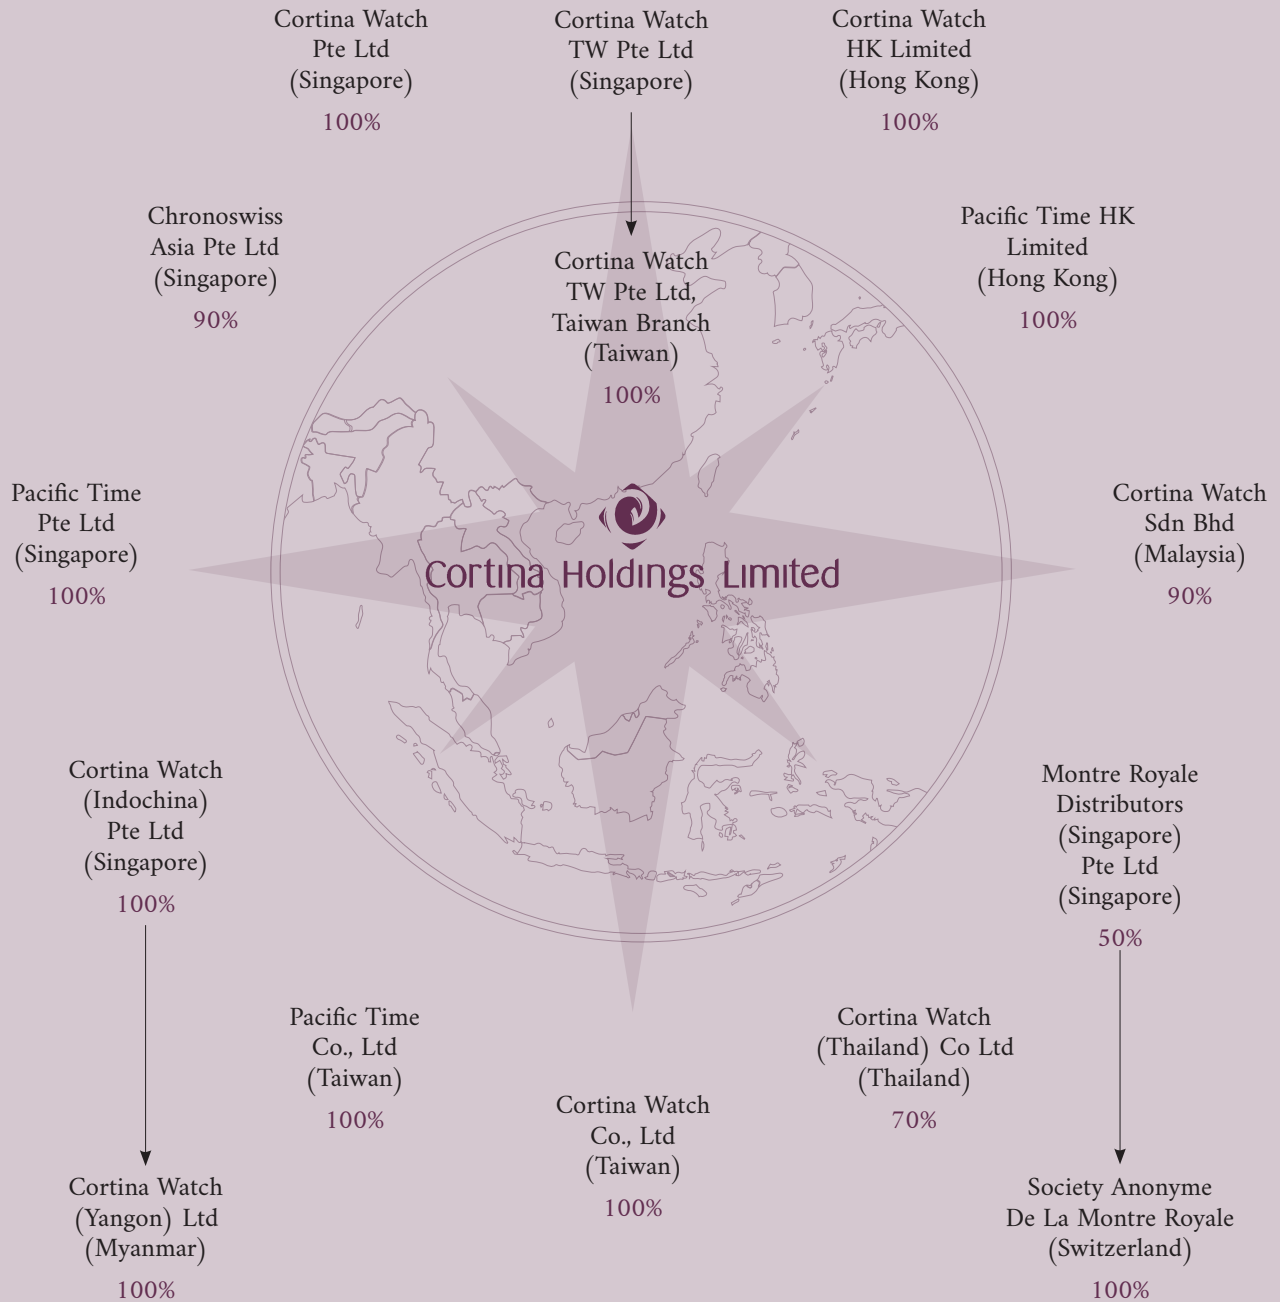 Cortina Watch
Pte Ltd
(Singapore)
100%
Cortina Watch
TW Pte Ltd
(Singapore)
Cortina Watch
HK Limited
(Hong Kong)
100%
Chronoswiss
Asia Pte Ltd
(Singapore)
90%
Cortina Watch
TW Pte Ltd,
Taiwan Branch
(Taiwan)
100%
Pacific Time HK
Limited
(Hong Kong)
100%
Pacific Time
Pte Ltd
(Singapore)
100%
Cortina Holdings Limited
Cortina Watch
Sdn Bhd
(Malaysia)
90%
Cortina Watch
(Indochina)
Pte Ltd
(Singapore)
100%
Montre Royale
Distributors
(Singapore)
Pte Ltd
(Singapore)
50%
Pacific Time
Co., Ltd
(Taiwan)
100%
Cortina Watch
Co., Ltd
(Taiwan)
100%
Cortina Watch
(Thailand) Co Ltd
(Thailand)
70%
Cortina Watch
(Yangon) Ltd
(Myanmar)
100%
Society Anonyme
De La Montre Royale
(Switzerland)
100%